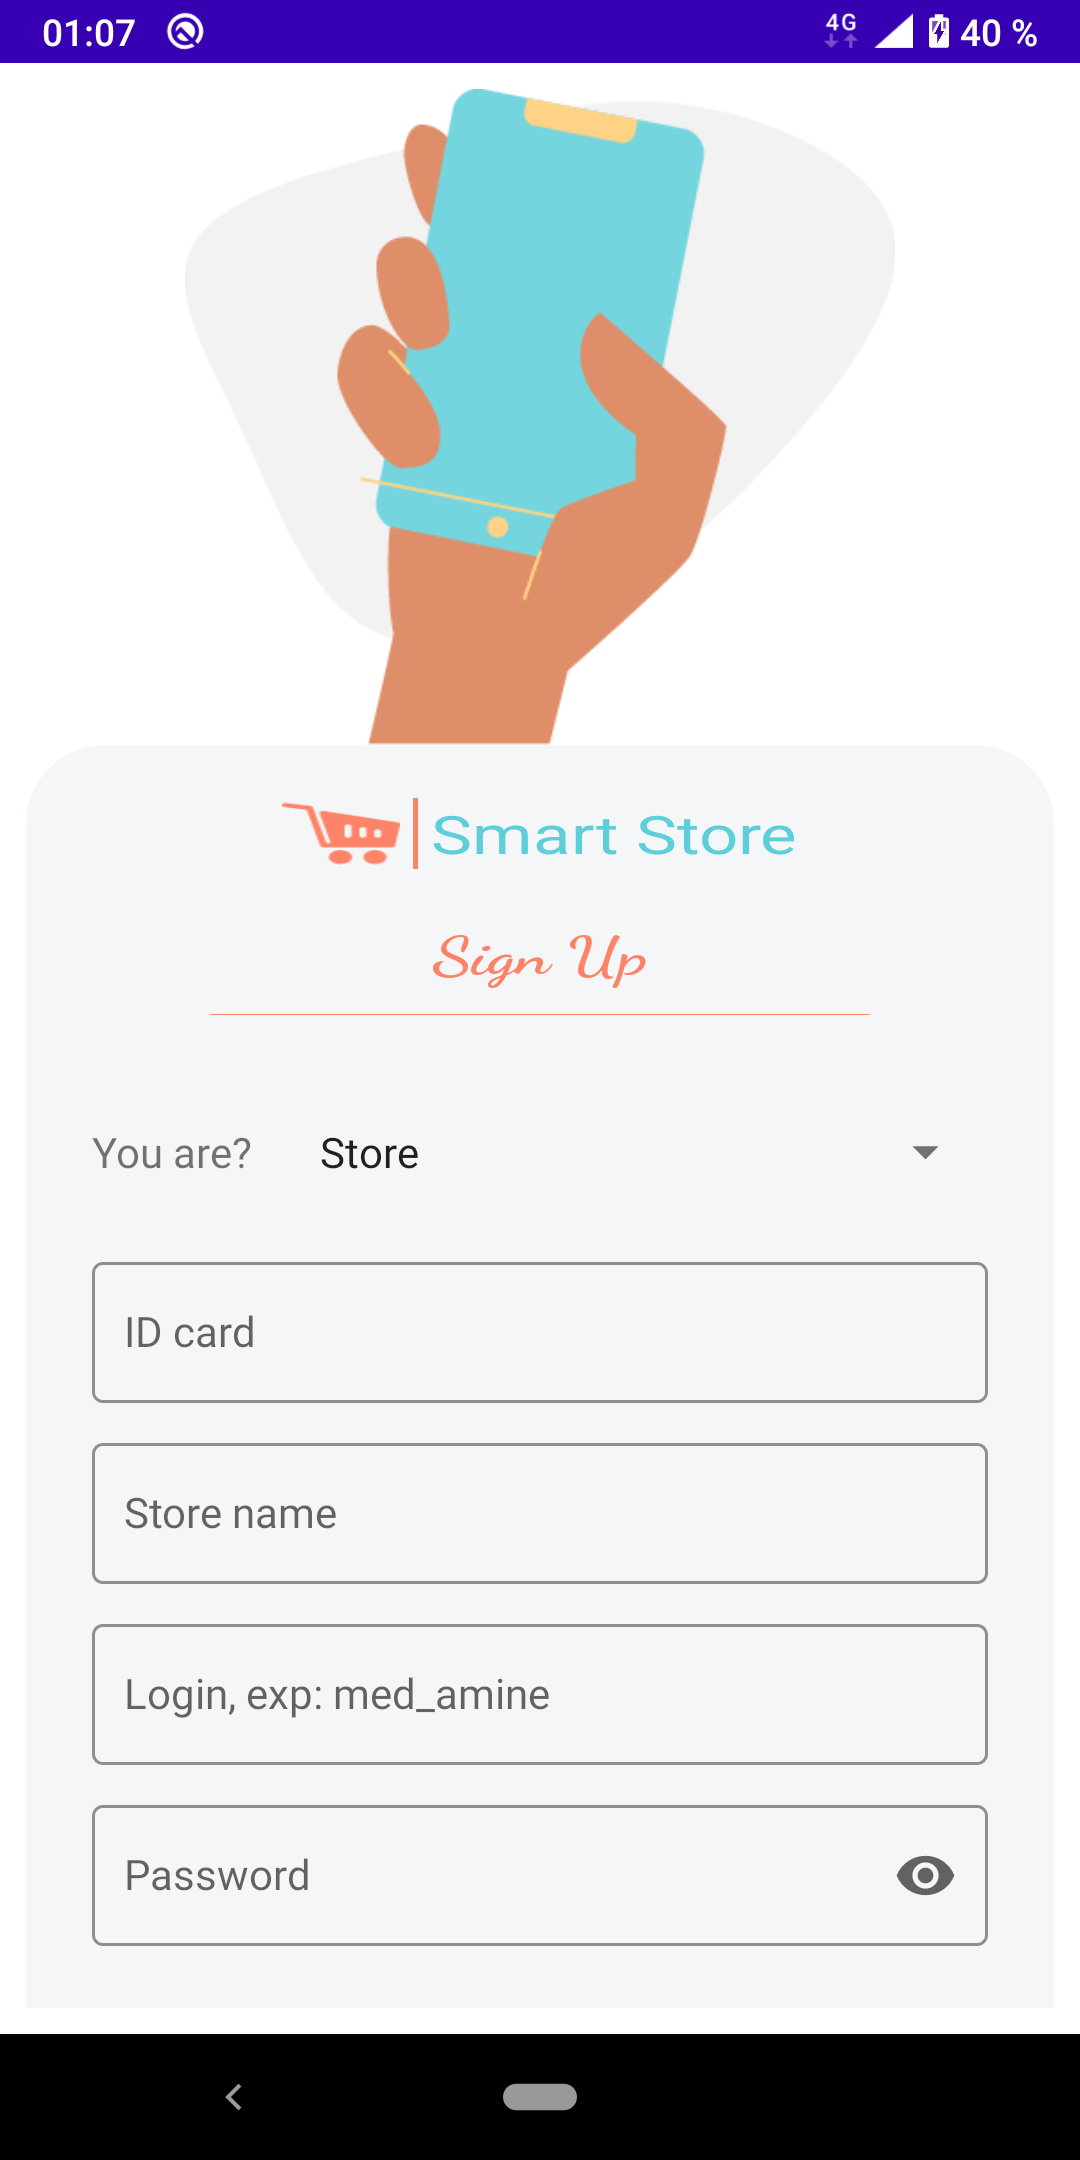 01:07 4G 40 %
Smart Store
Sign Up
You are? Store
ID card
Store name
Login, exp: med_amine
Password